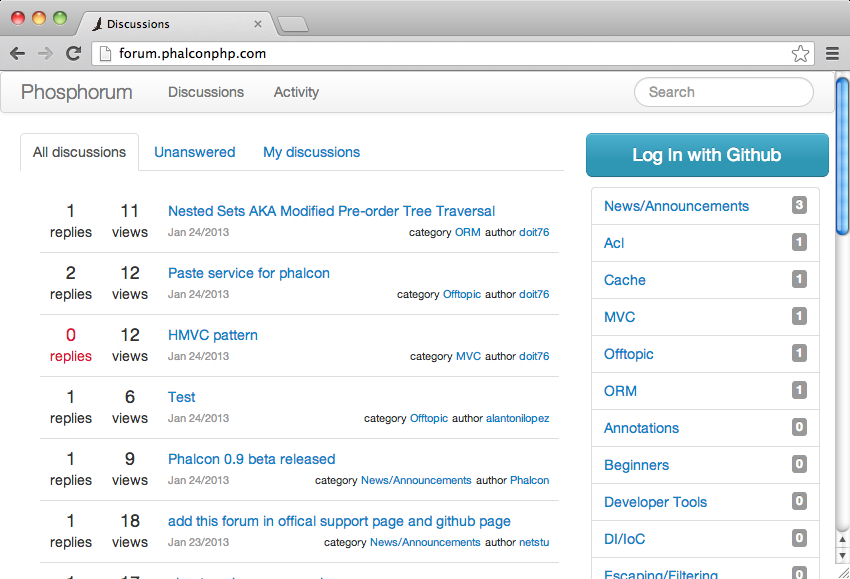 Discussions
forum.phalconphp.com
Phosphorum Discussions Activity Search
All discussions Unanswered My discussions
Log In with Github
1 replies 11 views Nested Sets AKA Modified Pre-order Tree Traversal
Jan 24/2013 category ORM author doit76
2 replies 12 views Paste service for phalcon
Jan 24/2013 category Offtopic author doit76
0 replies 12 views HMVC pattern
Jan 24/2013 category MVC author doit76
1 replies 6 views Test
Jan 24/2013 category Offtopic author alantonilopez
1 replies 9 views Phalcon 0.9 beta released
Jan 24/2013 category News/Announcements author Phalcon
1 replies 18 views add this forum in offical support page and github page
Jan 23/2013 category News/Announcements author netstu
News/Announcements 3
Acl 1
Cache 1
MVC 1
Offtopic 1
ORM 1
Annotations 0
Beginners 0
Developer Tools 0
DI/IoC 0
Escaping/Filtering 0